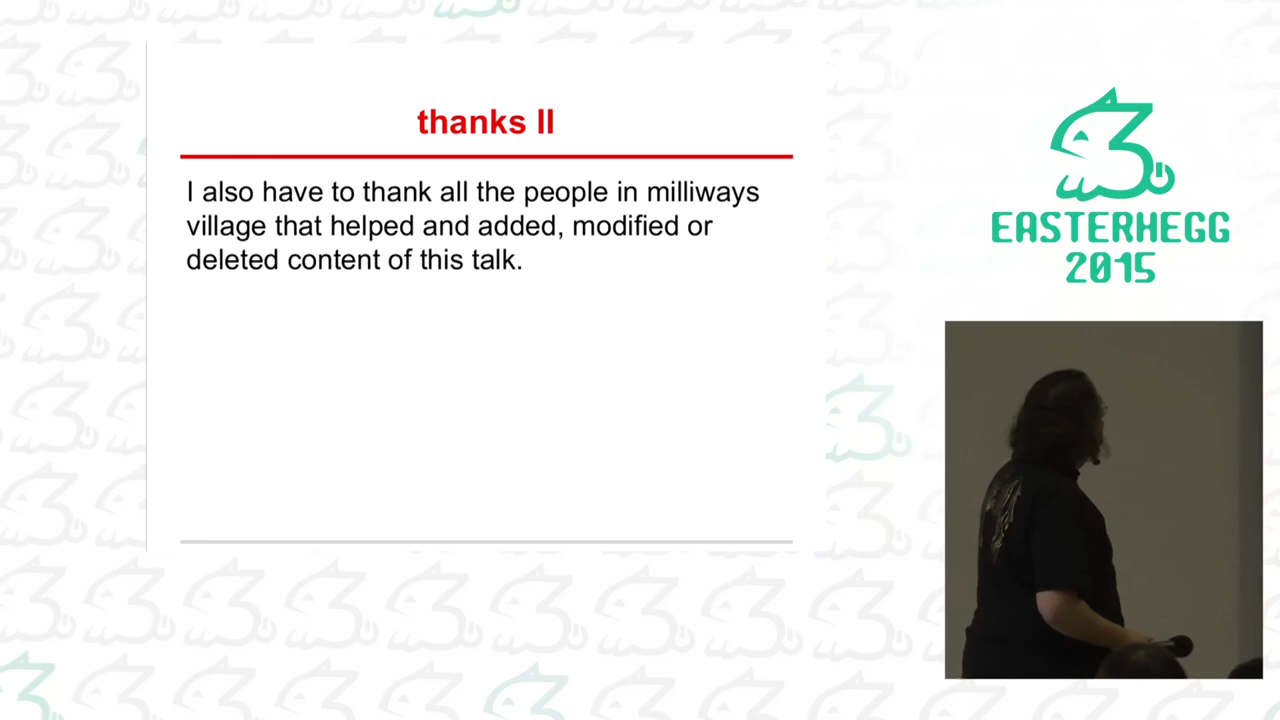 thanks II
I also have to thank all the people in milliways
village that helped and added, modified or
deleted content of this talk.
EASTERHEGG
2015